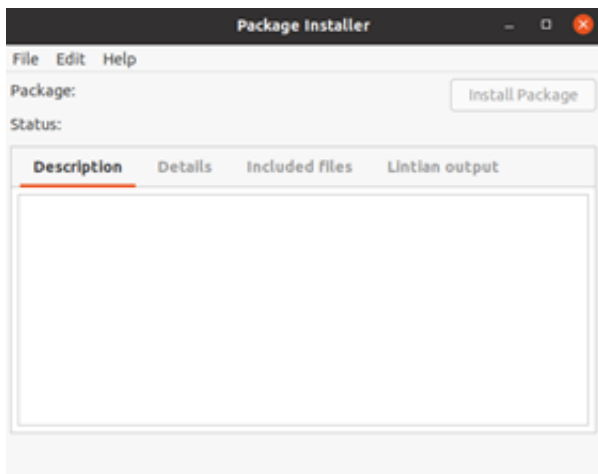 Package Installer
File Edit Help
Package:
Install Package
Status:
Description Details Included files Lintian output